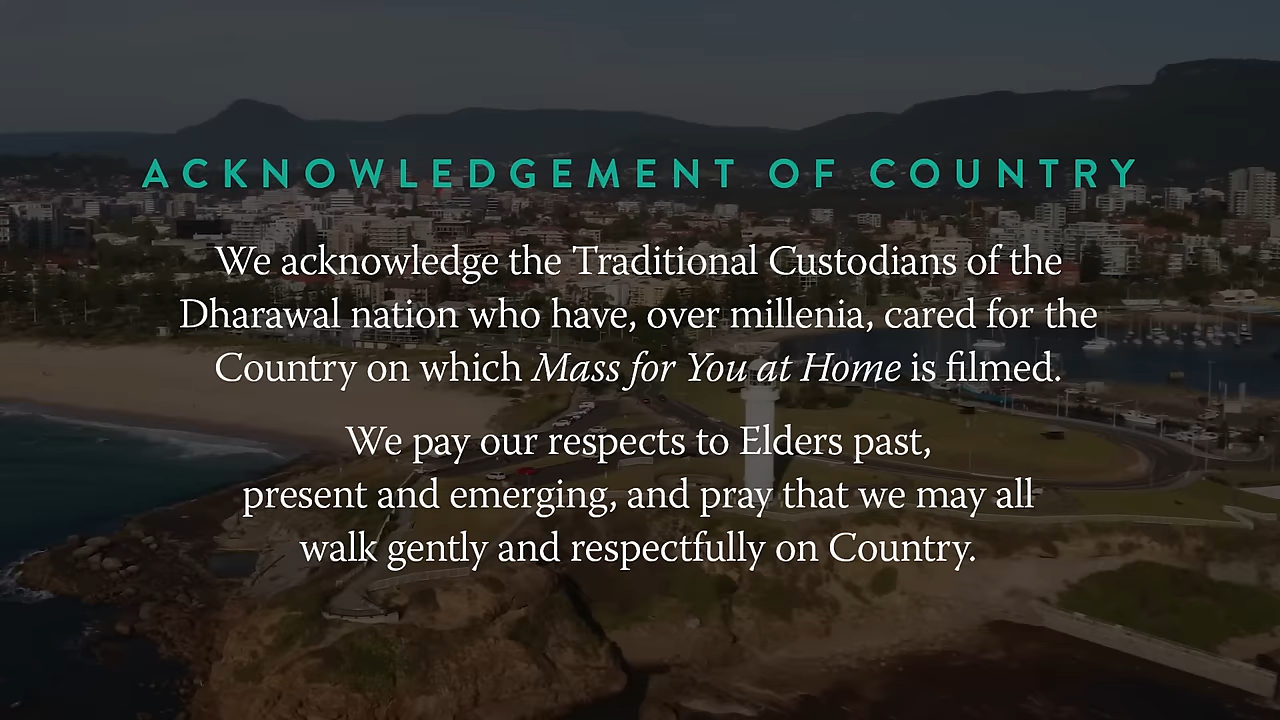 ACKNOWLEDGEMENT OF COUNTRY
We acknowledge the Traditional Custodians of the
Dharawal nation who have, over millenia, cared for the
Country on which Mass for You at Home is filmed.
We pay our respects to Elders past,
present and emerging, and pray that we may all
walk gently and respectfully on Country.